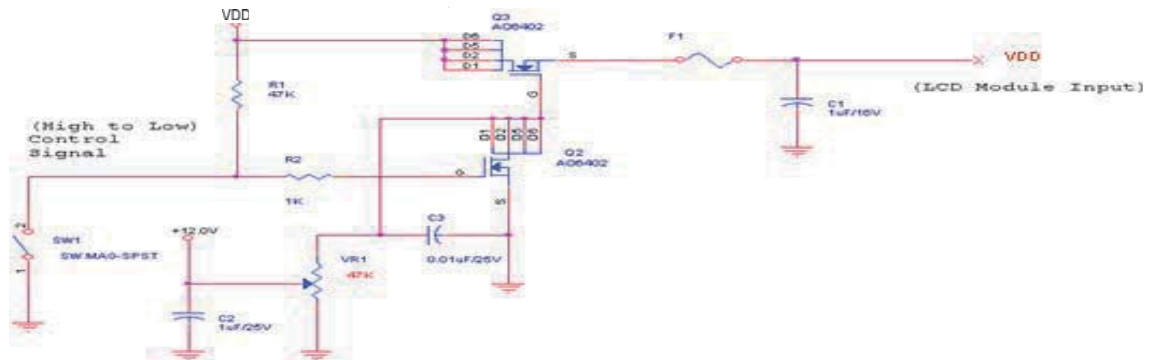 VDD
Q3
AO6402
D6
D5
D2
D1
S
G
F1
VDD
(LCD Module Input)
C1
1uF/16V
R1
47K
(High to Low)
Control
Signal
D1
D2
D5
D6
Q2
AO6402
R2
1K
G
S
2
SW1
SW MAG-SPST
1
+12.0V
C3
0.01uF/25V
VR1
47K
C2
1uF/25V